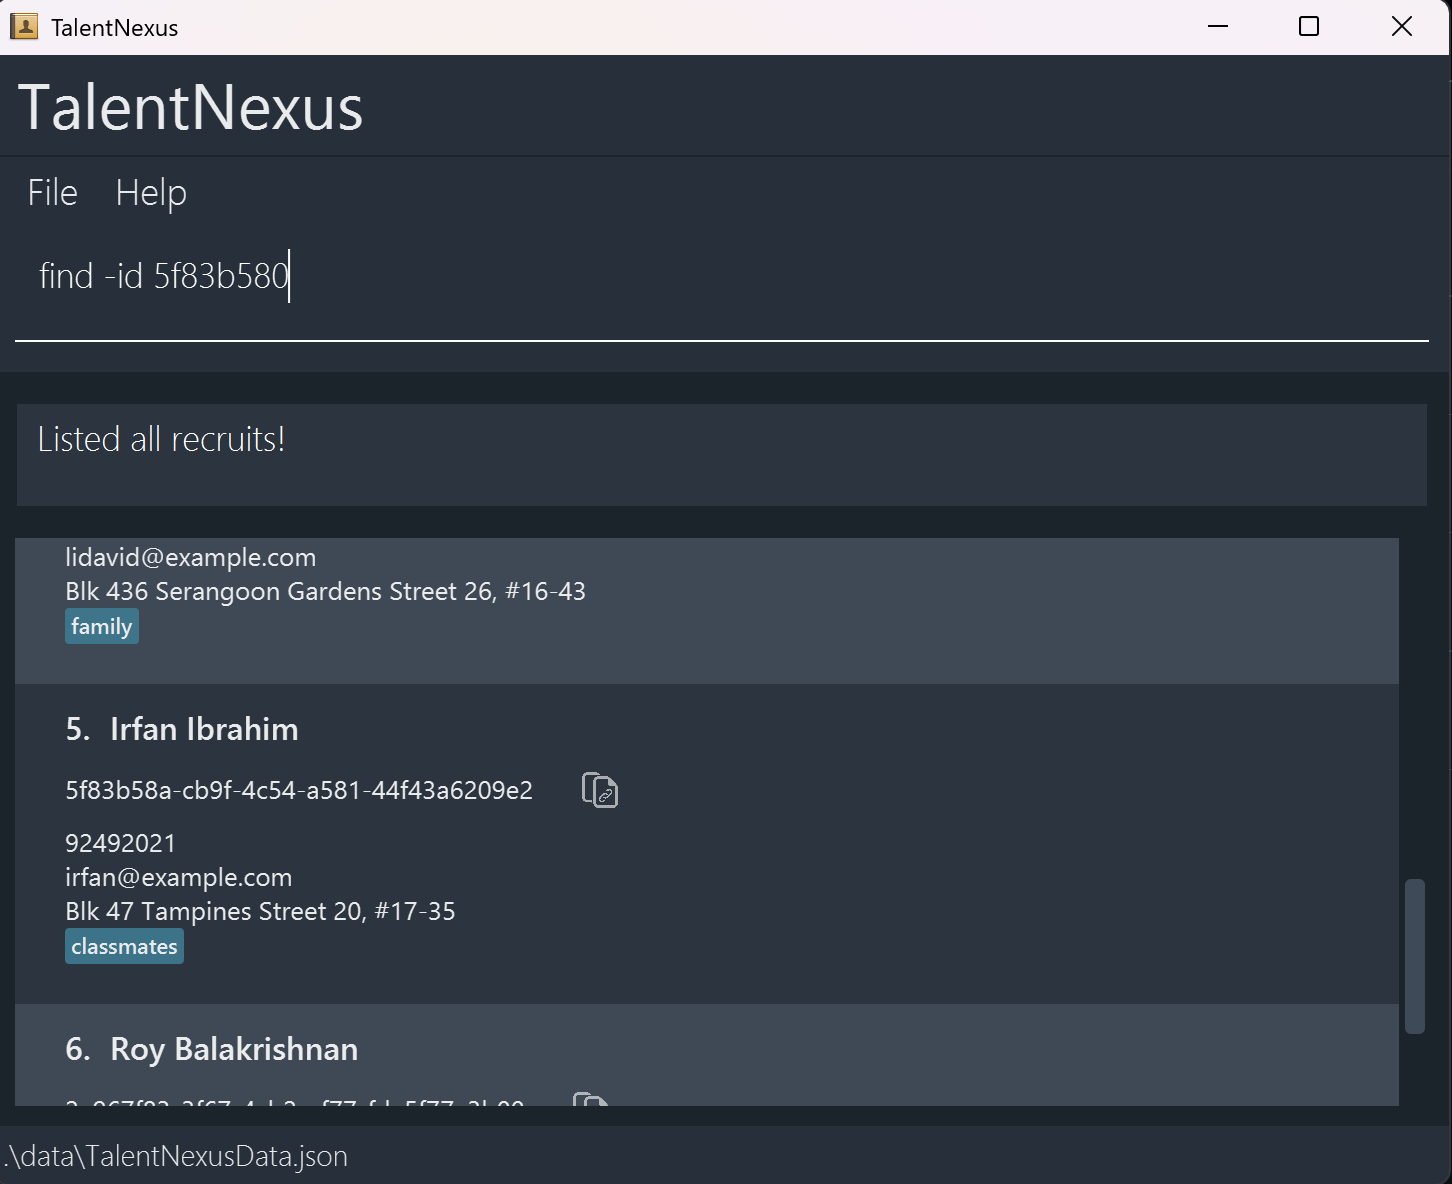 TalentNexus
TalentNexus
File Help
find -id 5f83b580
Listed all recruits!
lidavid@example.com
Blk 436 Serangoon Gardens Street 26, #16-43
family
5. Irfan Ibrahim
5f83b58a-cb9f-4c54-a581-44f43a6209e2
92492021
irfan@example.com
Blk 47 Tampines Street 20, #17-35
classmates
6. Roy Balakrishnan
.\data\TalentNexusData.json